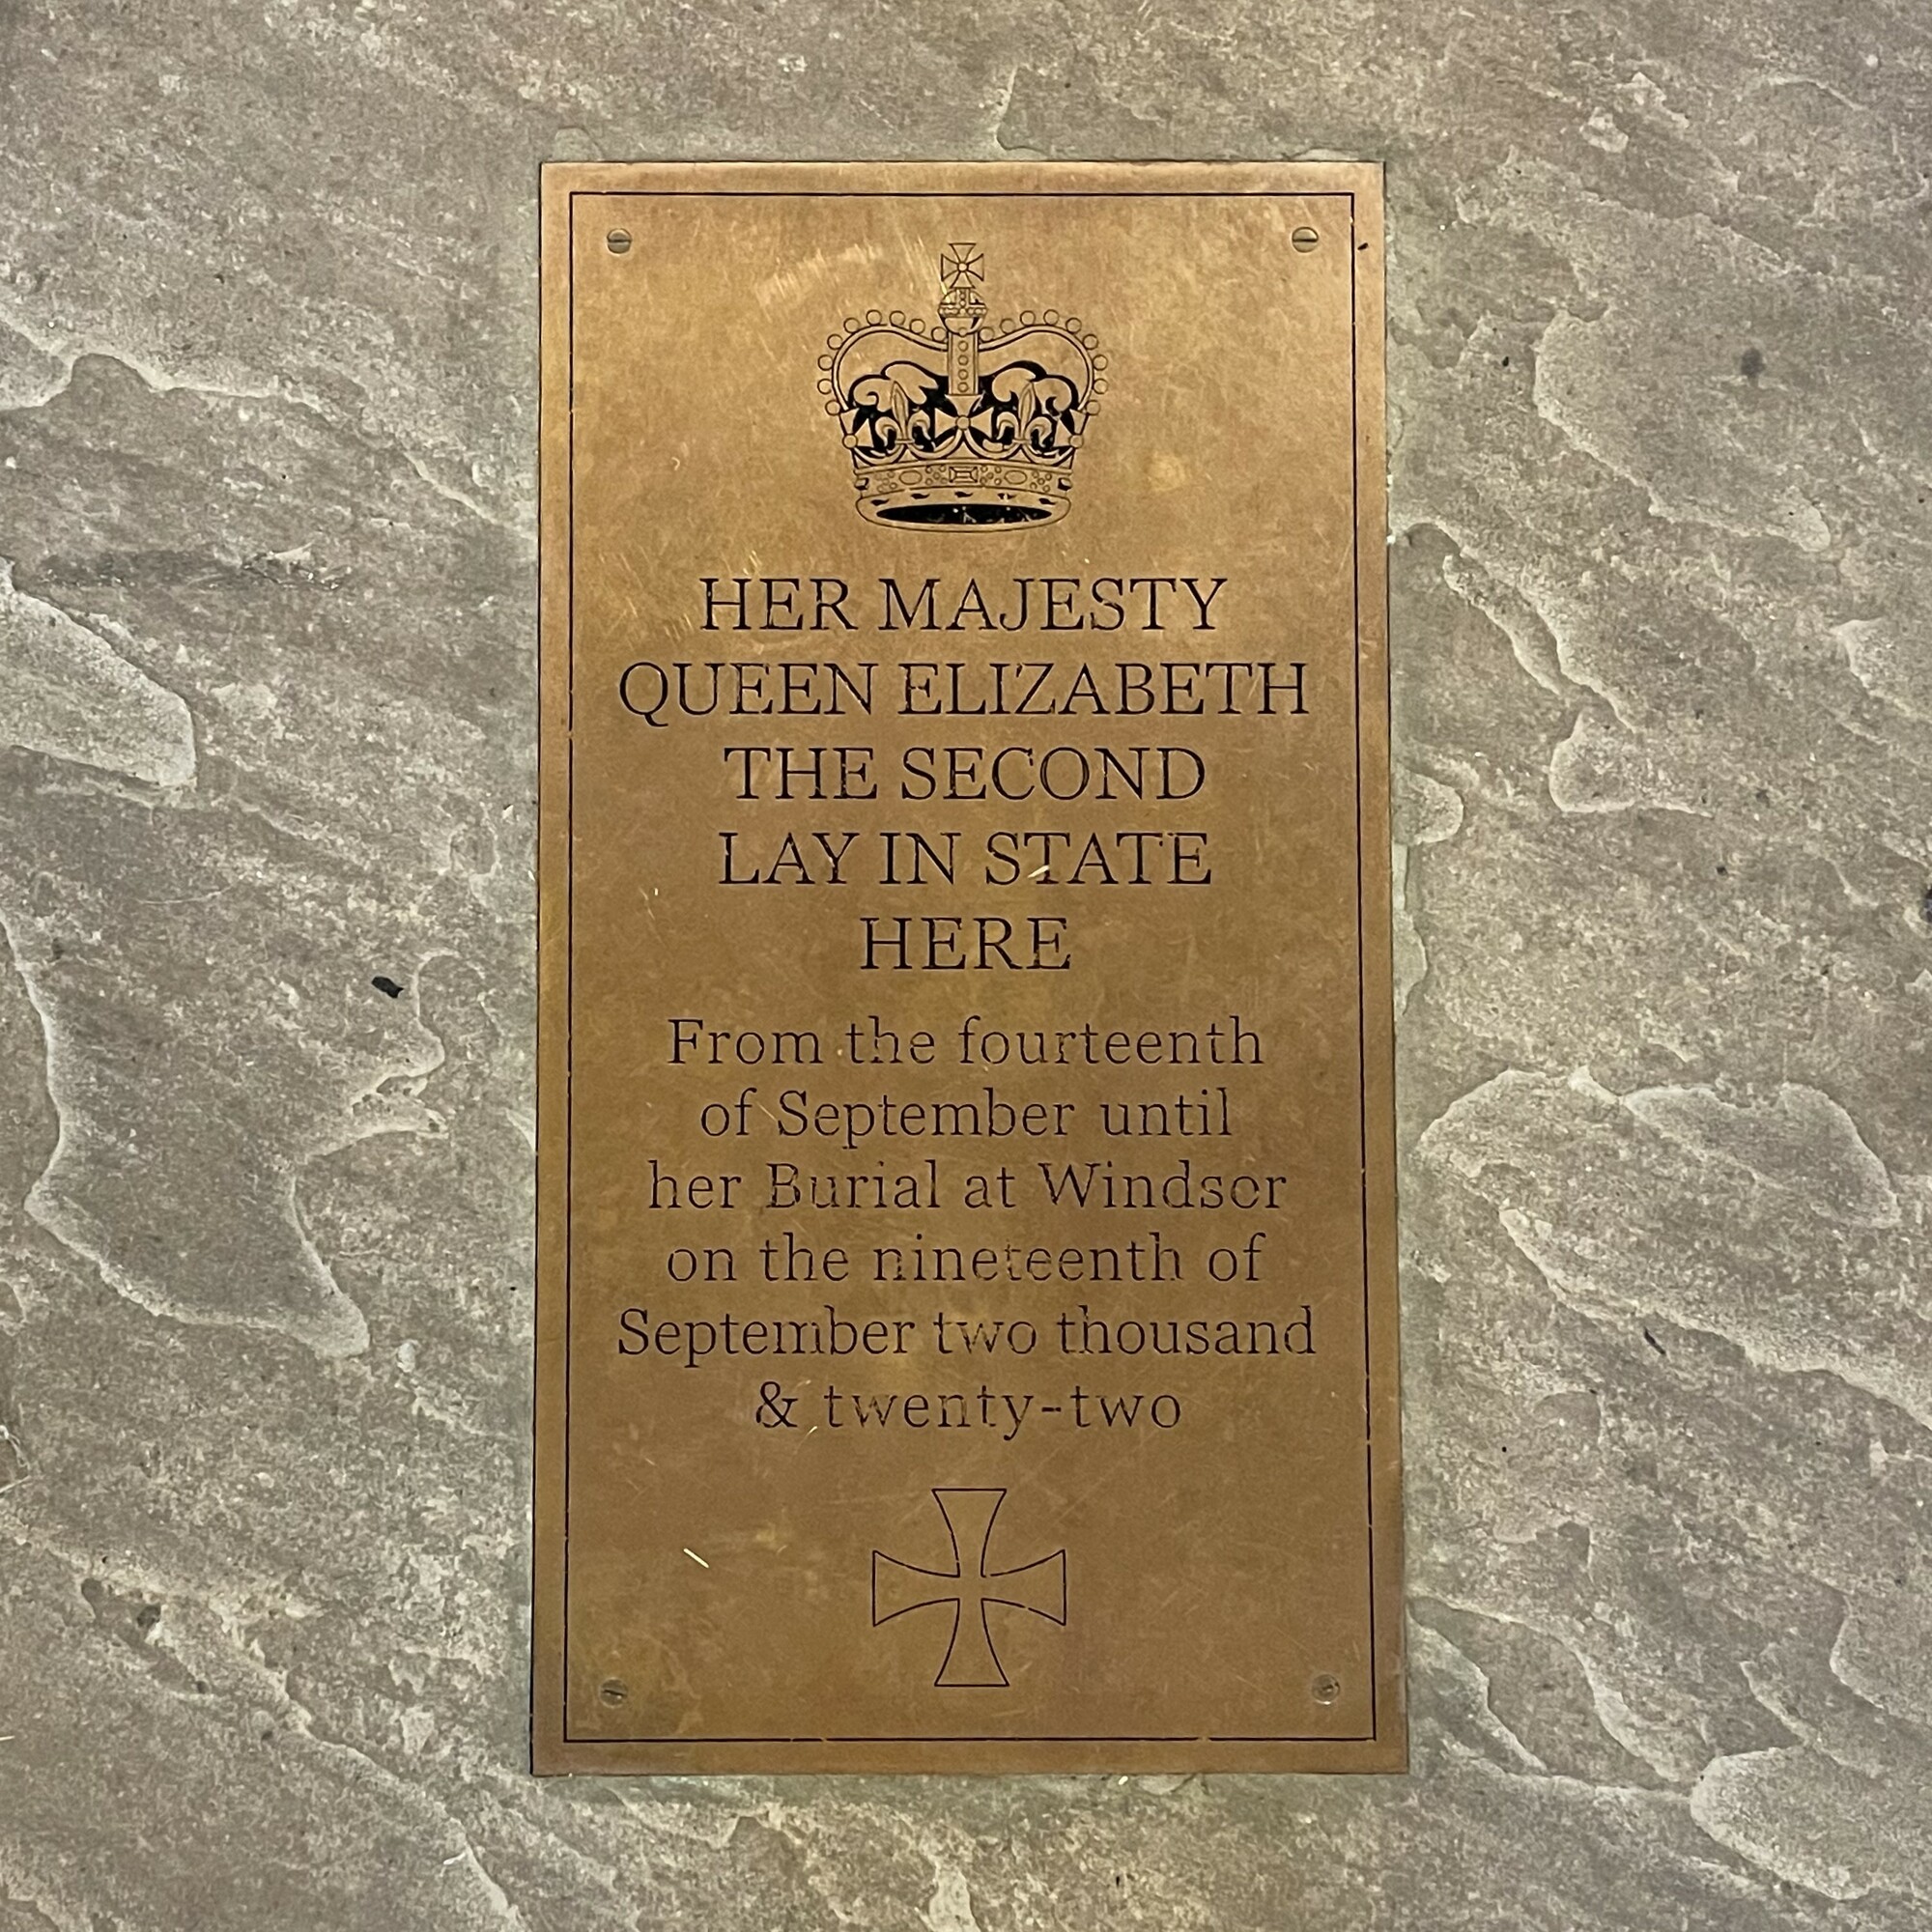 HER MAJESTY
QUEEN ELIZABETH
THE SECOND
LAY IN STATE
HERE
From the fourteenth
of September until
her Burial at Windsor
on the nineteenth of
September two thousand
& twenty-two